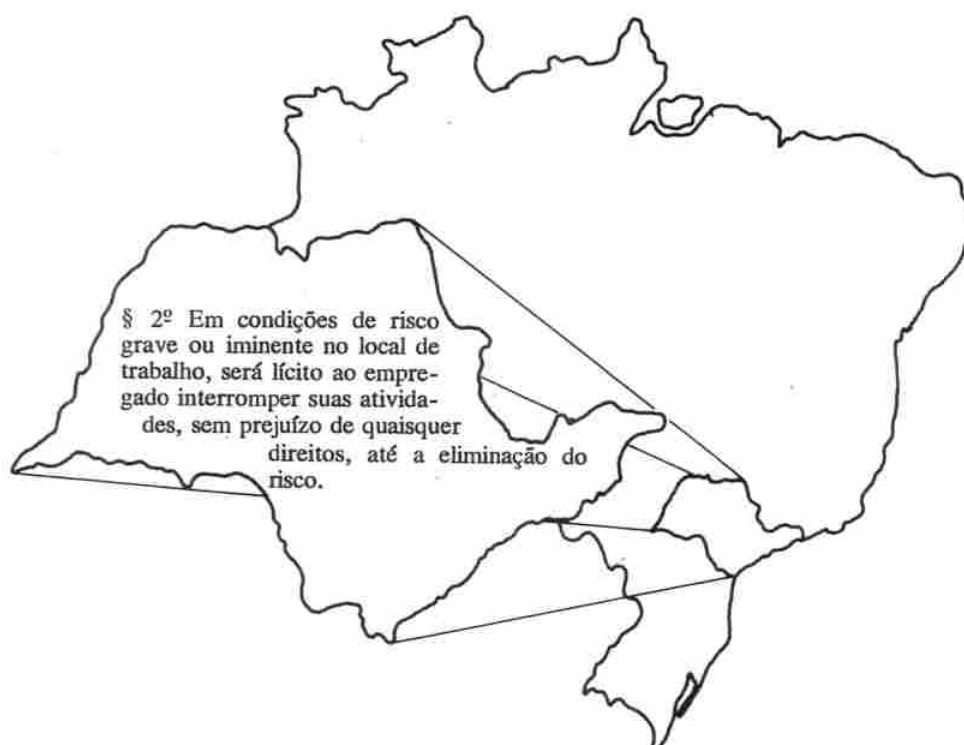 § 2º Em condições de risco
grave ou iminente no local de
trabalho, será lícito ao empre-
gado interromper suas ativida-
des, sem prejuízo de quaisquer
direitos, até a eliminação do
risco.